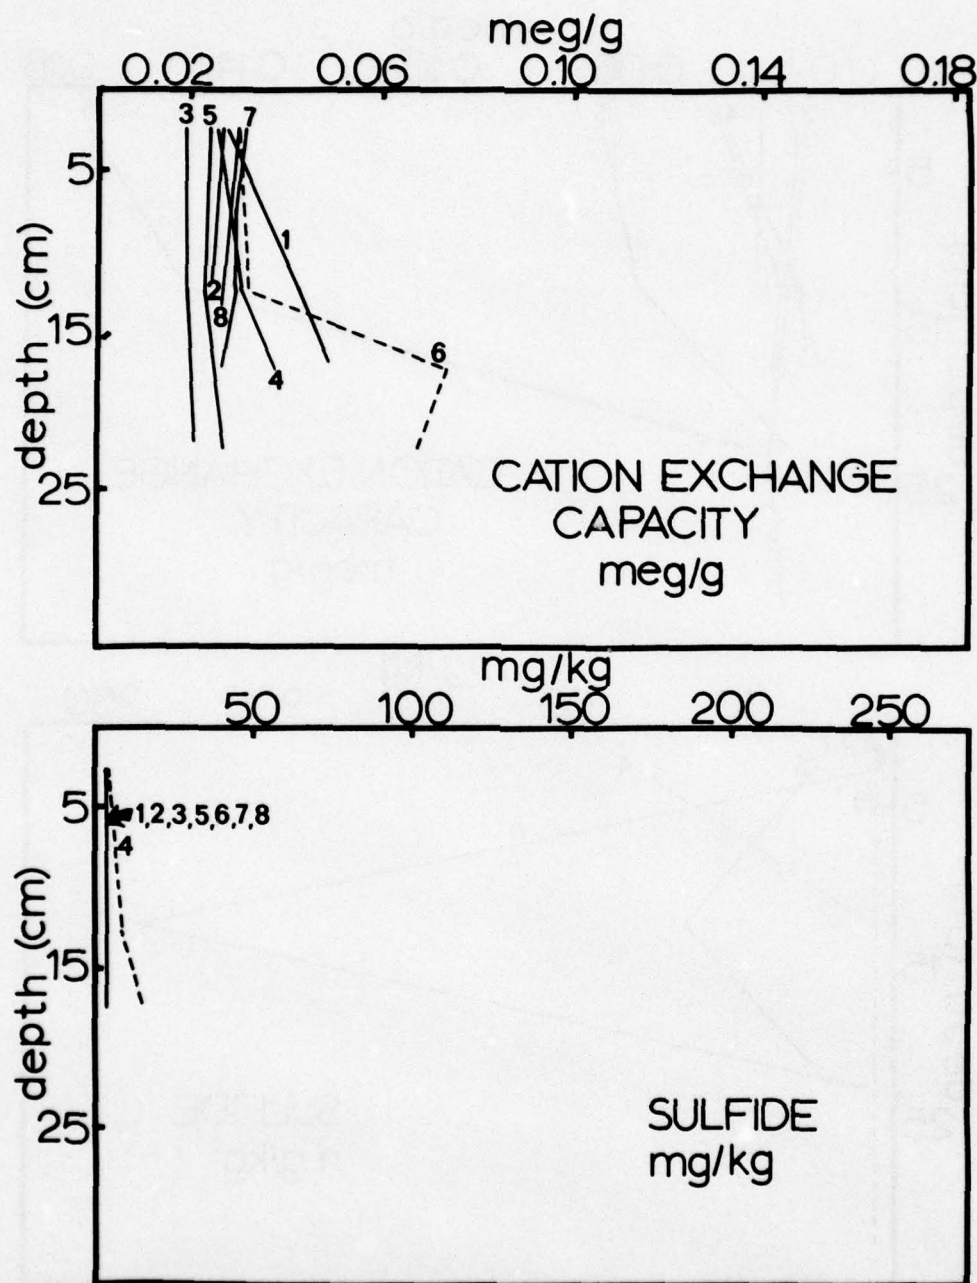 meg/g
0.02 0.06 0.10 0.14 0.18
3 5 7
5
1
2
8
15
6
4
25
depth (cm)
CATION EXCHANGE
CAPACITY
meg/g
mg/kg
50 100 150 200 250
5
1,2,3,5,6,7,8
4
15
25
depth (cm)
SULFIDE
mg/kg